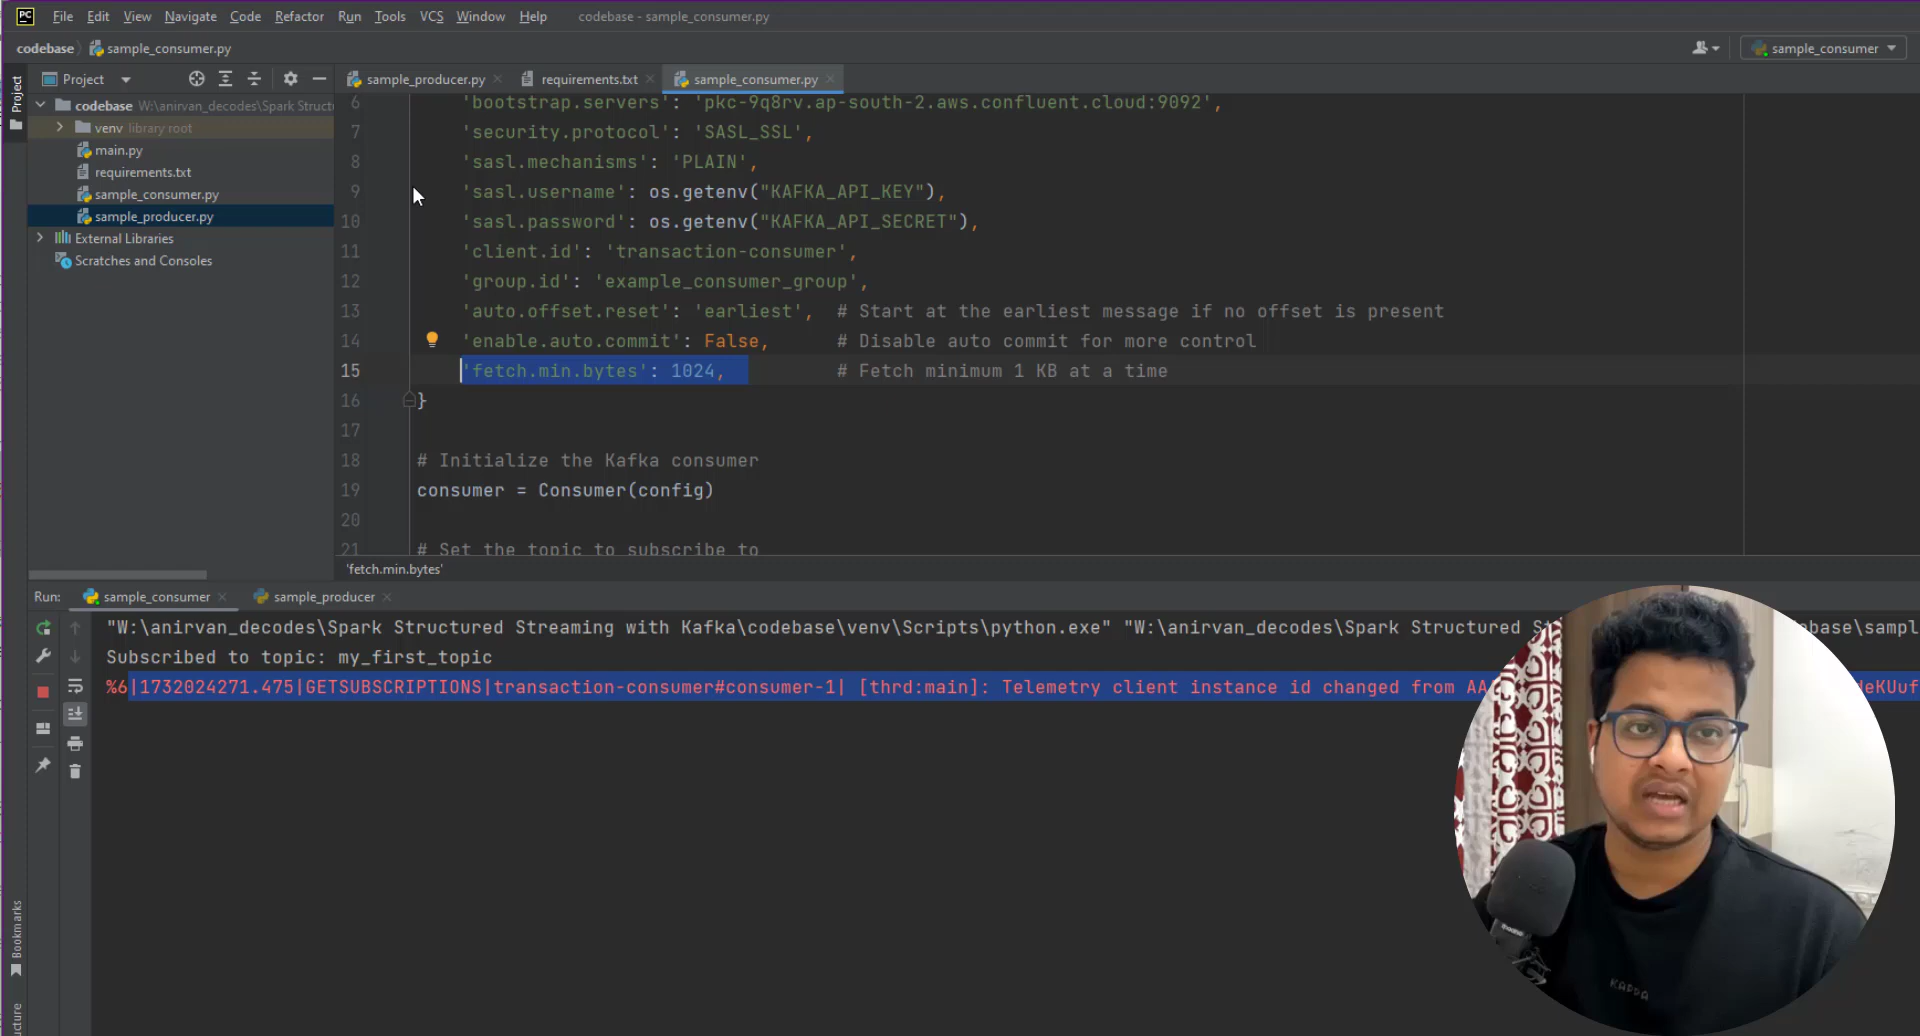 PC File Edit View Navigate Code Refactor Run Tools VCS Window Help codebase - sample_consumer.py
codebase sample_consumer.py sample_consumer
Project
Project sample_producer.py requirements.txt sample_consumer.py
codebase W:\anirvan_decodes\Spark Struct
venv library root
main.py
requirements.txt
sample_consumer.py
sample_producer.py
External Libraries
Scratches and Consoles
6 'bootstrap.servers': 'pkc-9q8rv.ap-south-2.aws.confluent.cloud:9092',
7 'security.protocol': 'SASL_SSL',
8 'sasl.mechanisms': 'PLAIN',
9 'sasl.username': os.getenv("KAFKA_API_KEY"),
10 'sasl.password': os.getenv("KAFKA_API_SECRET"),
11 'client.id': 'transaction-consumer',
12 'group.id': 'example_consumer_group',
13 'auto.offset.reset': 'earliest', # Start at the earliest message if no offset is present
14 'enable.auto.commit': False, # Disable auto commit for more control
15 'fetch.min.bytes': 1024, # Fetch minimum 1 KB at a time
16 }
17
18 # Initialize the Kafka consumer
19 consumer = Consumer(config)
20
21 # Set the topic to subscribe to
'fetch.min.bytes'
Run: sample_consumer sample_producer
"W:\anirvan_decodes\Spark Structured Streaming with Kafka\codebase\venv\Scripts\python.exe" "W:\anirvan_decodes\Spark Structured S ebase\sampl
Subscribed to topic: my_first_topic
%6|1732024271.475|GETSUBSCRIPTIONS|transaction-consumer#consumer-1| [thrd:main]: Telemetry client instance id changed from AA eKUuf
Bookmarks
ucture
KAPPA